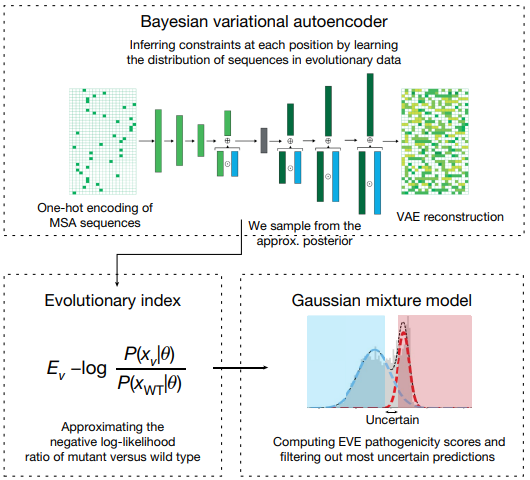 Bayesian variational autoencoder
Inferring constraints at each position by learning
the distribution of sequences in evolutionary data
One-hot encoding of
MSA sequences
VAE reconstruction
We sample from the
approx. posterior
Evolutionary index
E_v –log P(x_v|θ) / P(x_WT|θ)
Approximating the
negative log-likelihood
ratio of mutant versus wild type
Gaussian mixture model
Uncertain
Computing EVE pathogenicity scores and
filtering out most uncertain predictions